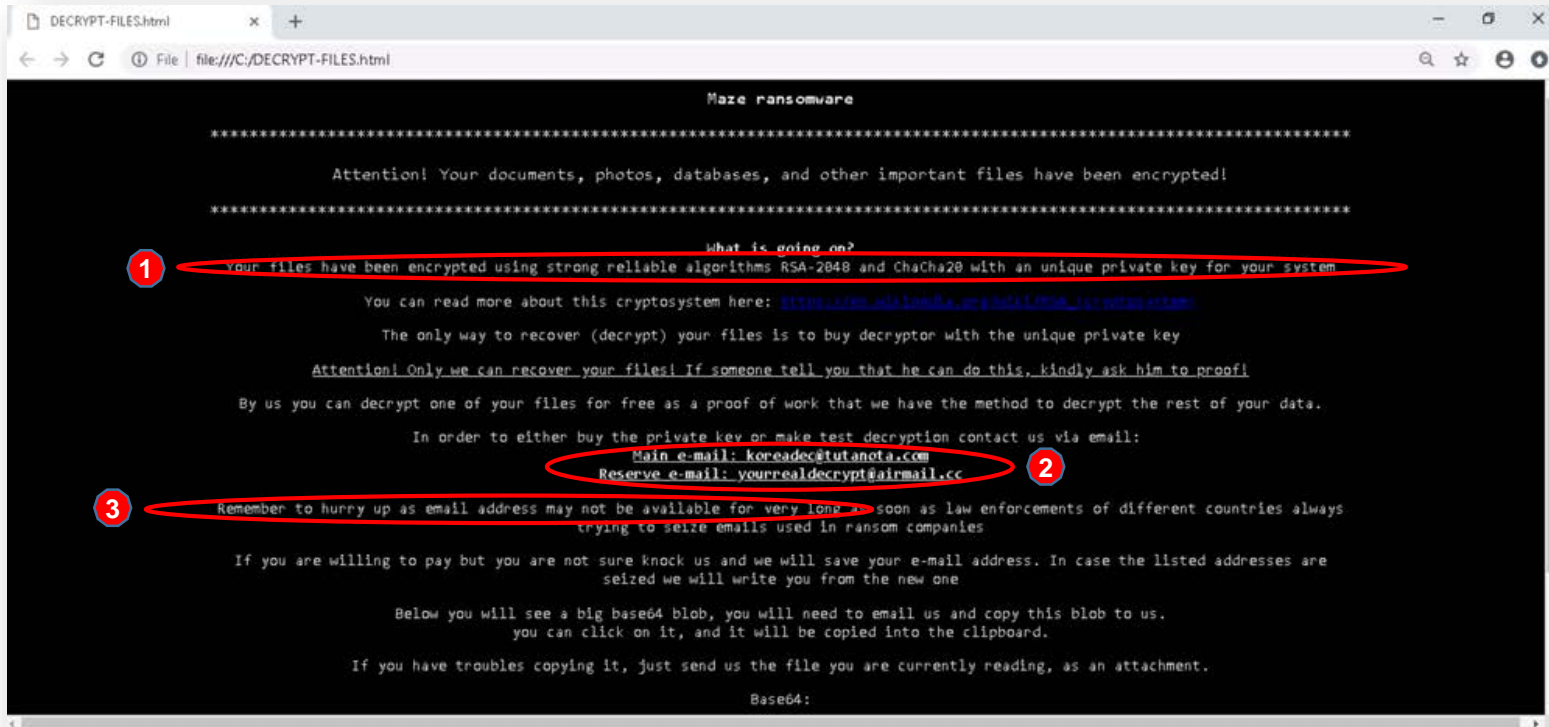 DECRYPT-FILES.html
File | file:///C:/DECRYPT-FILES.html
Maze ransomware
*********************************************************************************************************************
Attention! Your documents, photos, databases, and other important files have been encrypted!
*********************************************************************************************************************
What is going on?
1
Your files have been encrypted using strong reliable algorithms RSA-2048 and ChaCha20 with an unique private key for your system
You can read more about this cryptosystem here:
The only way to recover (decrypt) your files is to buy decryptor with the unique private key
Attention! Only we can recover your files! If someone tell you that he can do this, kindly ask him to proof!
By us you can decrypt one of your files for free as a proof of work that we have the method to decrypt the rest of your data.
In order to either buy the private key or make test decryption contact us via email:
Main e-mail: koreadec@tutanota.com
Reserve e-mail: yourrealdecrypt@airmail.cc
2
3
Remember to hurry up as email address may not be available for very long as soon as law enforcements of different countries always
trying to seize emails used in ransom companies
If you are willing to pay but you are not sure knock us and we will save your e-mail address. In case the listed addresses are
seized we will write you from the new one
Below you will see a big base64 blob, you will need to email us and copy this blob to us.
you can click on it, and it will be copied into the clipboard.
If you have troubles copying it, just send us the file you are currently reading, as an attachment.
Base64: